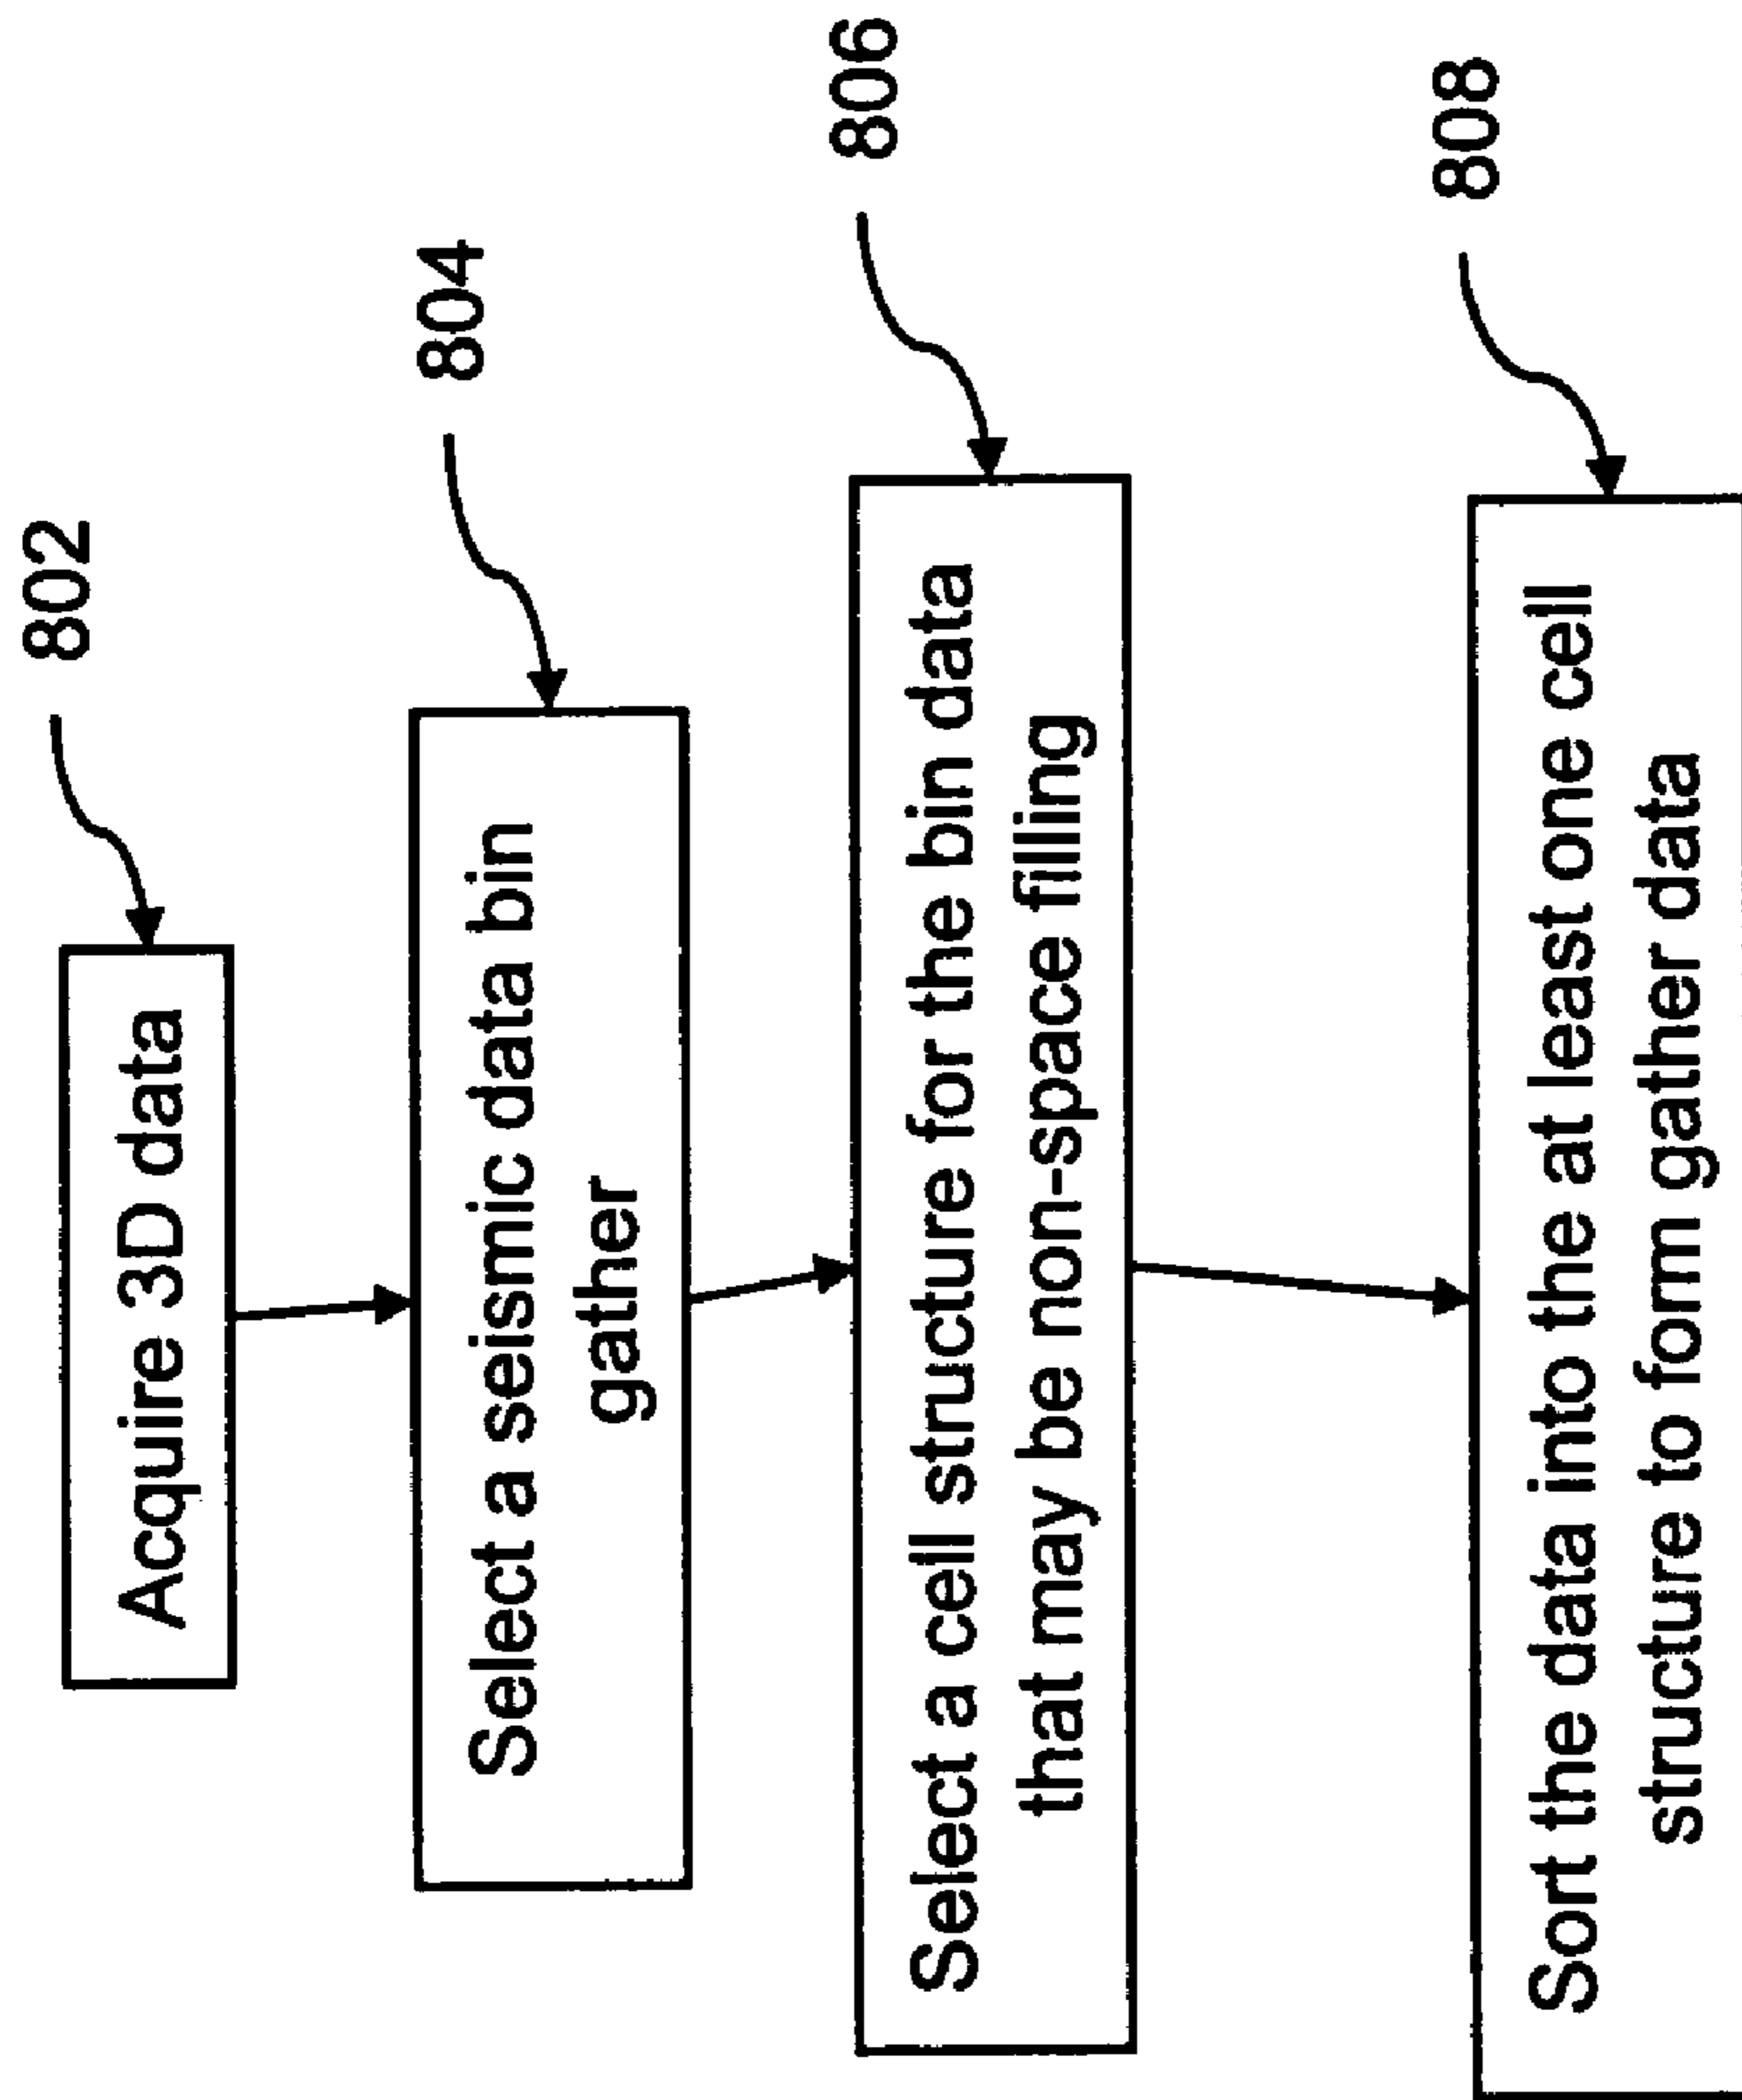 802
Acquire 3D data
804
Select a seismic data bin
gather
806
Select a cell structure for the bin data
that may be non-space filling
808
Sort the data into the at least one cell
structure to form gather data